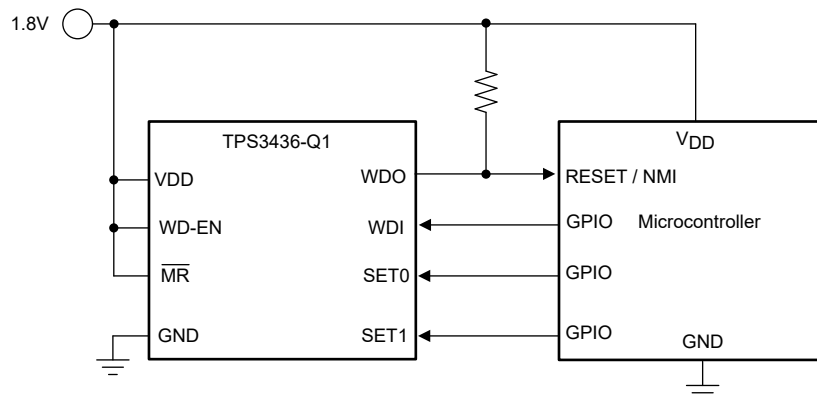 1.8V
TPS3436-Q1
VDD
WD-EN
MR
GND
WDO
WDI
SET0
SET1
VDD
RESET / NMI
GPIO Microcontroller
GPIO
GPIO
GND